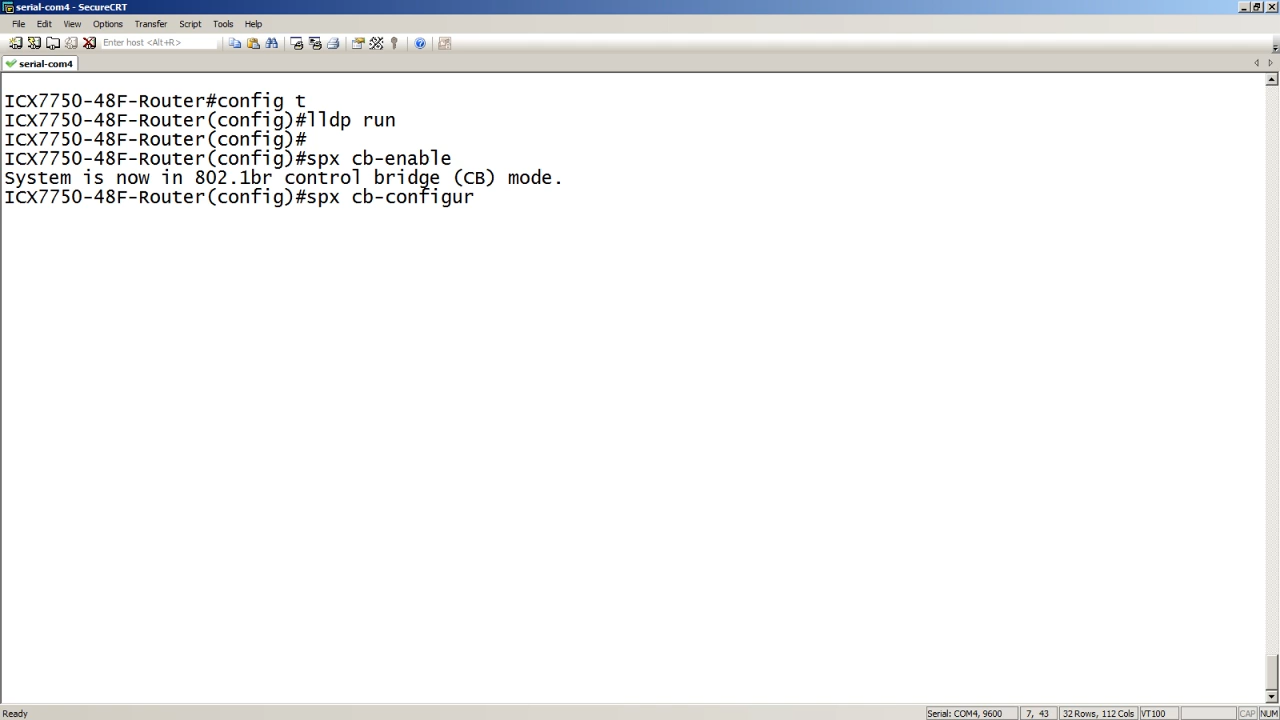 serial-com4 - SecureCRT
File Edit View Options Transfer Script Tools Help
Enter host <Alt+R>
serial-com4
ICX7750-48F-Router#config t
ICX7750-48F-Router(config)#lldp run
ICX7750-48F-Router(config)#
ICX7750-48F-Router(config)#spx cb-enable
System is now in 802.1br control bridge (CB) mode.
ICX7750-48F-Router(config)#spx cb-configur
Ready Serial: COM4, 9600 7, 43 32 Rows, 112 Cols VT100 CAP NUM